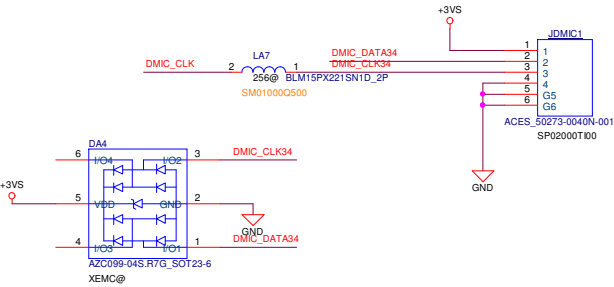 +3VS
JDMIC1
LA7
DMIC_DATA34
DMIC_CLK
2
1
DMIC_CLK34
256@
BLM15PX221SN1D_2P
SM01000Q500
1
2
3
4
5
6
1
2
3
4
G5
G6
ACES_50273-0040N-001
SP02000TI00
GND
DA4
6
I/O4
I/O2
3
DMIC_CLK34
+3VS
5
VDD
GND
2
GND
4
I/O3
I/O1
1
DMIC_DATA34
AZC099-04S.R7G_SOT23-6
XEMC@